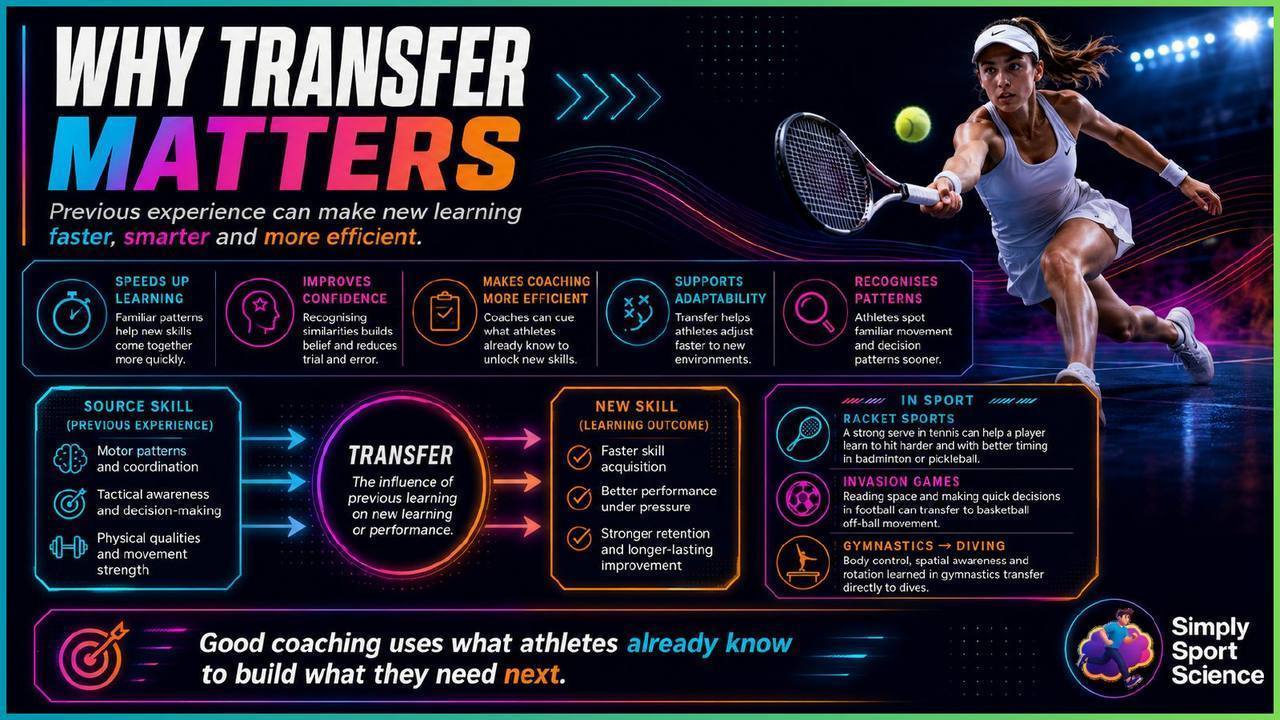 WHY TRANSFER
MATTERS
Previous experience can make new learning
faster, smarter and more efficient.
SPEEDS UP
LEARNING
Familiar patterns
help new skills
come together
more quickly.
IMPROVES
CONFIDENCE
Recognising
similarities builds
belief and reduces
trial and error.
MAKES COACHING
MORE EFFICIENT
Coaches can cue
what athletes
already know to
unlock new skills.
SUPPORTS
ADAPTABILITY
Transfer helps
athletes adjust
faster to new
environments.
RECOGNISES
PATTERNS
Athletes spot
familiar movement
and decision
patterns sooner.
SOURCE SKILL
(PREVIOUS EXPERIENCE)
Motor patterns
and coordination
Tactical awareness
and decision-making
Physical qualities
and movement
strength
TRANSFER
The influence of
previous learning
on new learning
or performance.
NEW SKILL
(LEARNING OUTCOME)
Faster skill
acquisition
Better performance
under pressure
Stronger retention
and longer-lasting
improvement
IN SPORT
RACKET SPORTS
A strong serve in tennis can help a player
learn to hit harder and with better timing
in badminton or pickleball.
INVASION GAMES
Reading space and making quick decisions
in football can transfer to basketball
off-ball movement.
GYMNASTICS → DIVING
Body control, spatial awareness and
rotation learned in gymnastics transfer
directly to dives.
Good coaching uses what athletes already know
to build what they need next.
Simply
Sport
Science